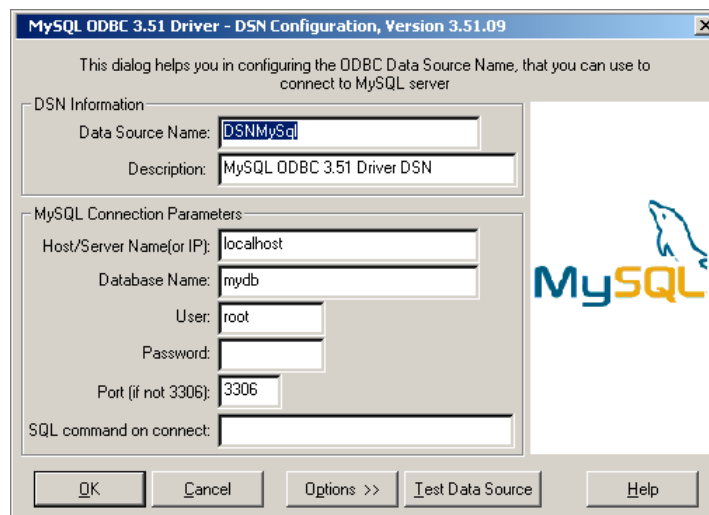 MySQL ODBC 3.51 Driver - DSN Configuration, Version 3.51.09
This dialog helps you in configuring the ODBC Data Source Name, that you can use to
connect to MySQL server
DSN Information
Data Source Name: DSNMySql
Description: MySQL ODBC 3.51 Driver DSN
MySQL Connection Parameters
Host/Server Name(or IP): localhost
Database Name: mydb
User: root
Password:
Port (if not 3306): 3306
SQL command on connect:
MySQL
OK Cancel Options >> Test Data Source Help